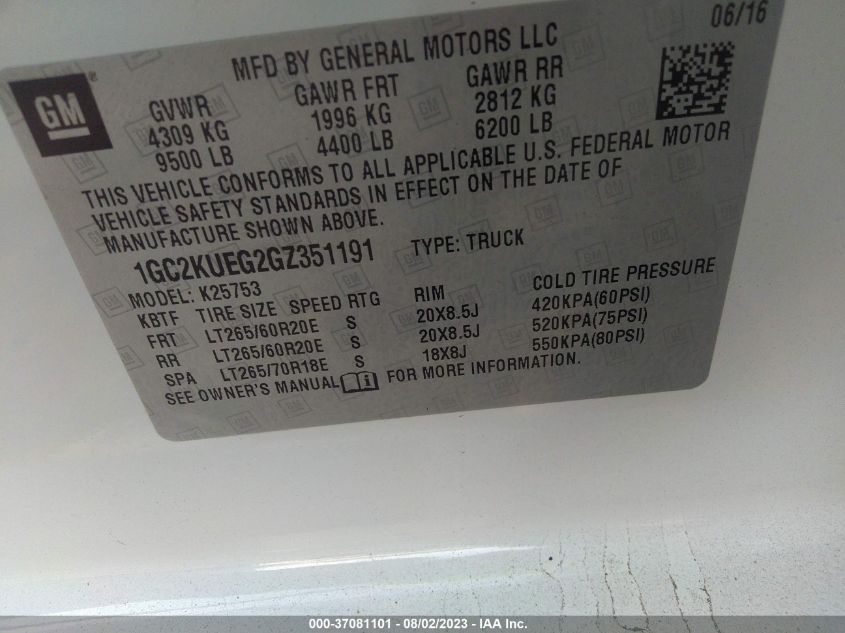 06/16
MFD BY GENERAL MOTORS LLC
GM
GVWR GAWR FRT GAWR RR
4309 KG 1996 KG 2812 KG
9500 LB 4400 LB 6200 LB
THIS VEHICLE CONFORMS TO ALL APPLICABLE U.S. FEDERAL MOTOR
VEHICLE SAFETY STANDARDS IN EFFECT ON THE DATE OF
MANUFACTURE SHOWN ABOVE.
1GC2KUEG2GZ351191 TYPE: TRUCK
MODEL: K25753
KBTF TIRE SIZE SPEED RTG RIM COLD TIRE PRESSURE
FRT LT265/60R20E S 20X8.5J 420KPA(60PSI)
RR LT265/60R20E S 20X8.5J 520KPA(75PSI)
SPA LT265/70R18E S 18X8J 550KPA(80PSI)
SEE OWNER'S MANUAL FOR MORE INFORMATION.
000-37081101 - 08/02/2023 - IAA Inc.